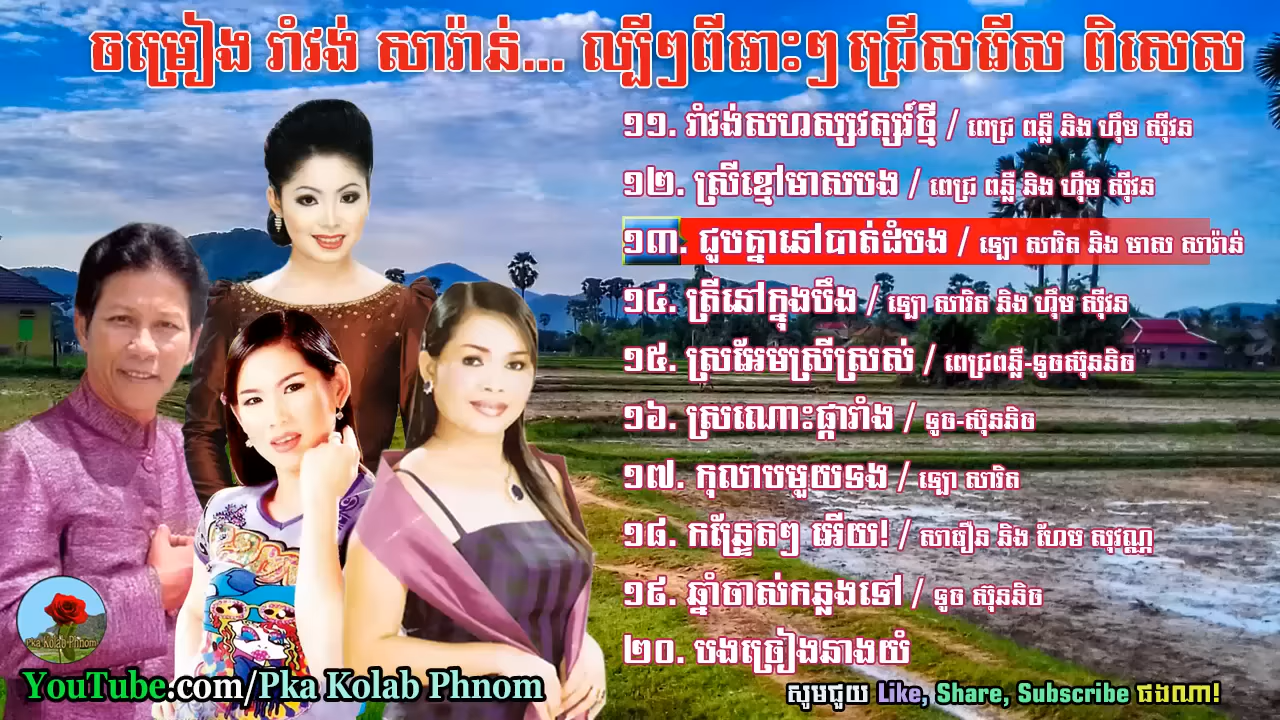 ចម្រៀង រាំវង់ សារ៉ាន់... ល្បីៗពីរោះៗ ជ្រើសរើស ពិសេស
១១. រាំវង់សហស្សវត្សរ៍ថ្មី / ពេជ្រ ពន្លឺ និង ហ៊ឹម ស៊ីវន
១២. ស្រីខ្មៅមាសបង / ពេជ្រ ពន្លឺ និង ហ៊ឹម ស៊ីវន
១៣. ជួបគ្នានៅបាត់ដំបង / ឡោ សារិត និង មាស សារ៉ាន់
១៤. ត្រីនៅក្នុងបឹង / ឡោ សារិត និង ហ៊ឹម ស៊ីវន
១៥. ស្រអែមស្រីស្រស់ / ពេជ្រពន្លឺ-ទូចស៊ុននិច
១៦. ស្រណោះផ្ការាំង / ទូច-ស៊ុននិច
១៧. កុលាបមួយទង / ឡោ សារិត
១៨. កន្ទ្រែតៗ អើយ! / សាធឿន និង ហែម សុវណ្ណ
១៩. ឆ្នាំចាស់កន្លងទៅ / ទូច ស៊ុននិច
២០. បងច្រៀងនាងយំ
Pka Kolab Phnom
YouTube.com/Pka Kolab Phnom
សូមជួយ Like, Share, Subscribe ផងណា!